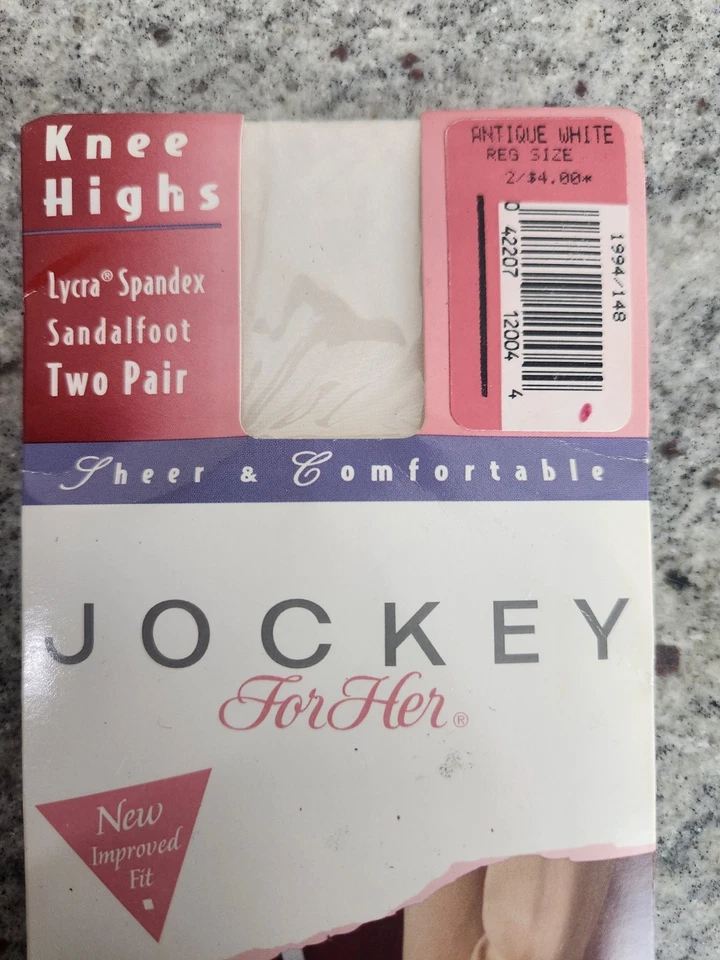 Knee
Highs
Lycra® Spandex
Sandalfoot
Two Pair
ANTIQUE WHITE
REG SIZE
2/$4.00*
0 42207 12004 4
1994/148
Sheer & Comfortable
JOCKEY
For Her®
New
Improved
Fit